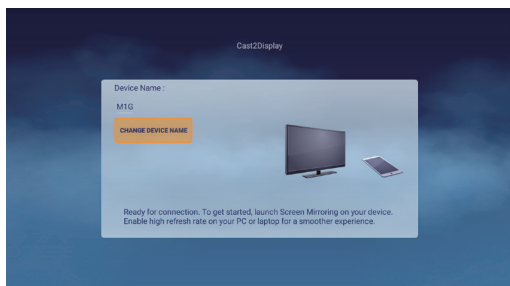 Cast2Display
Device Name :
M1G
CHANGE DEVICE NAME
Ready for connection. To get started, launch Screen Mirroring on your device.
Enable high refresh rate on your PC or laptop for a smoother experience.